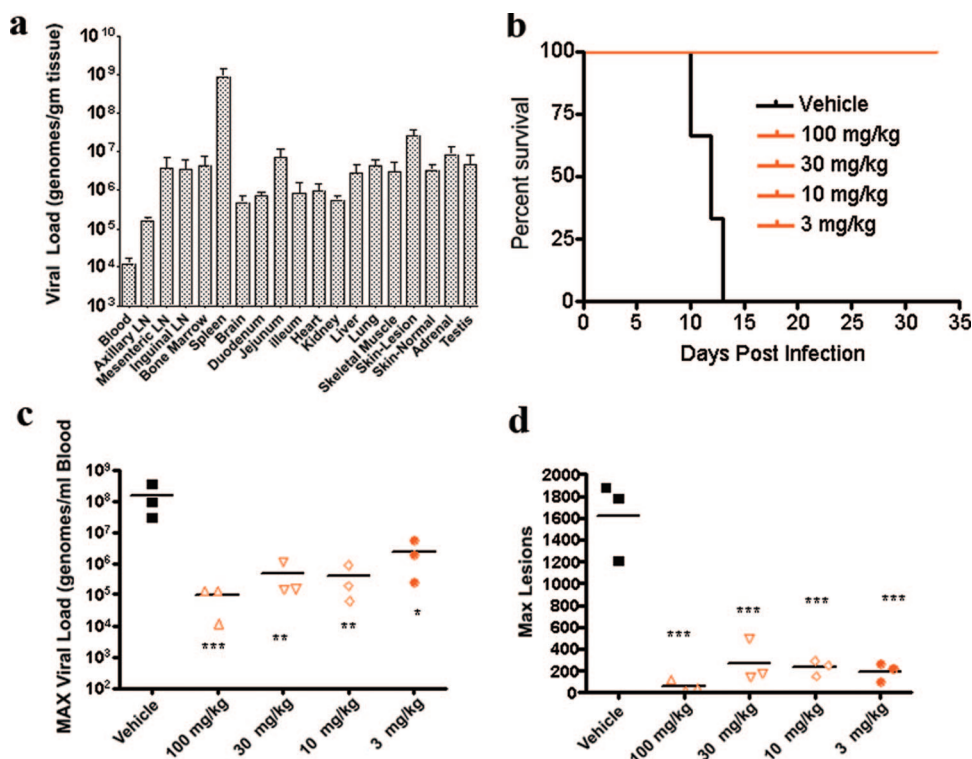 a
Viral Load (genomes/gm tissue)
10^10
10^9
10^8
10^7
10^6
10^5
10^4
10^3
Blood
Axillary LN
Mesenteric LN
Inguinal LN
Bone Marrow
Spleen
Brain
Duodenum
Jejunum
Illeum
Heart
Kidney
Liver
Lung
Skeletal Muscle
Skin-Lesion
Skin-Normal
Adrenal
Testis
b
Percent survival
100
75
50
25
0
0 5 10 15 20 25 30 35
Days Post Infection
Vehicle
100 mg/kg
30 mg/kg
10 mg/kg
3 mg/kg
c
MAX Viral Load (genomes/ml Blood
10^9
10^8
10^7
10^6
10^5
10^4
10^3
10^2
***
**
**
*
Vehicle
100 mg/kg
30 mg/kg
10 mg/kg
3 mg/kg
d
Max Lesions
2000
1800
1600
1400
1200
1000
800
600
400
200
0
***
***
***
***
Vehicle
100 mg/kg
30 mg/kg
10 mg/kg
3 mg/kg